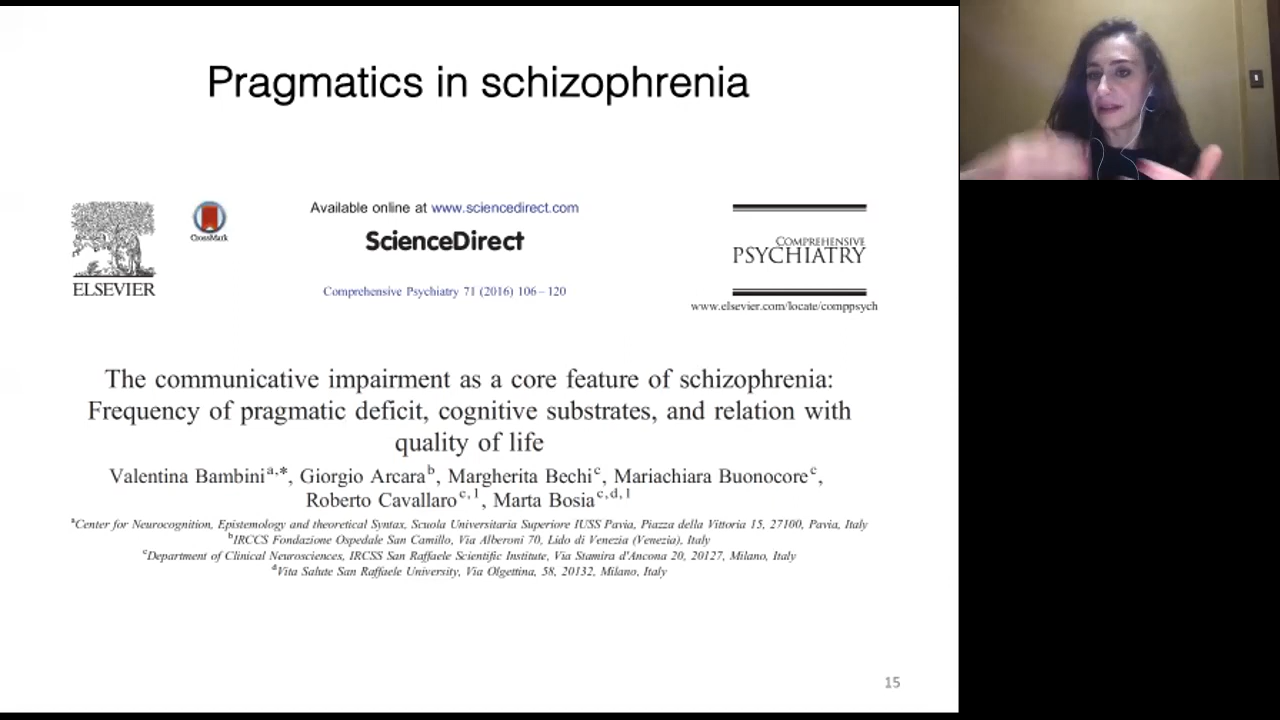 Pragmatics in schizophrenia
ELSEVIER
CrossMark
Available online at www.sciencedirect.com
ScienceDirect
Comprehensive Psychiatry 71 (2016) 106–120
COMPREHENSIVE
PSYCHIATRY
www.elsevier.com/locate/comppsych
The communicative impairment as a core feature of schizophrenia:
Frequency of pragmatic deficit, cognitive substrates, and relation with
quality of life
Valentina Bambini a,*, Giorgio Arcara b, Margherita Bechi c, Mariachiara Buonocore c,
Roberto Cavallaro c,1, Marta Bosia c,d,1
a Center for Neurocognition, Epistemology and theoretical Syntax, Scuola Universitaria Superiore IUSS Pavia, Piazza della Vittoria 15, 27100, Pavia, Italy
b IRCCS Fondazione Ospedale San Camillo, Via Alberoni 70, Lido di Venezia (Venezia), Italy
c Department of Clinical Neurosciences, IRCSS San Raffaele Scientific Institute, Via Stamira d'Ancona 20, 20127, Milano, Italy
d Vita Salute San Raffaele University, Via Olgettina, 58, 20132, Milano, Italy
15